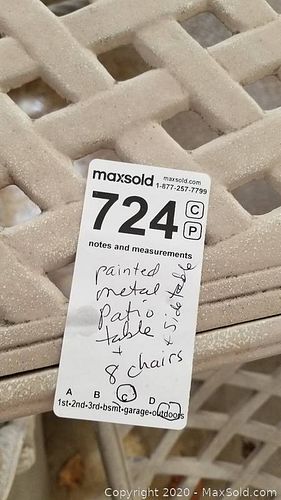 maxsold maxsold.com
1-877-257-7799
724 C
P
notes and measurements
painted
metal
patio
table
+
8 chairs
+ side table
A B C D
1st-2nd-3rd-bsmt-garage-outdoors
Copyright © 2020 - MaxSold.com